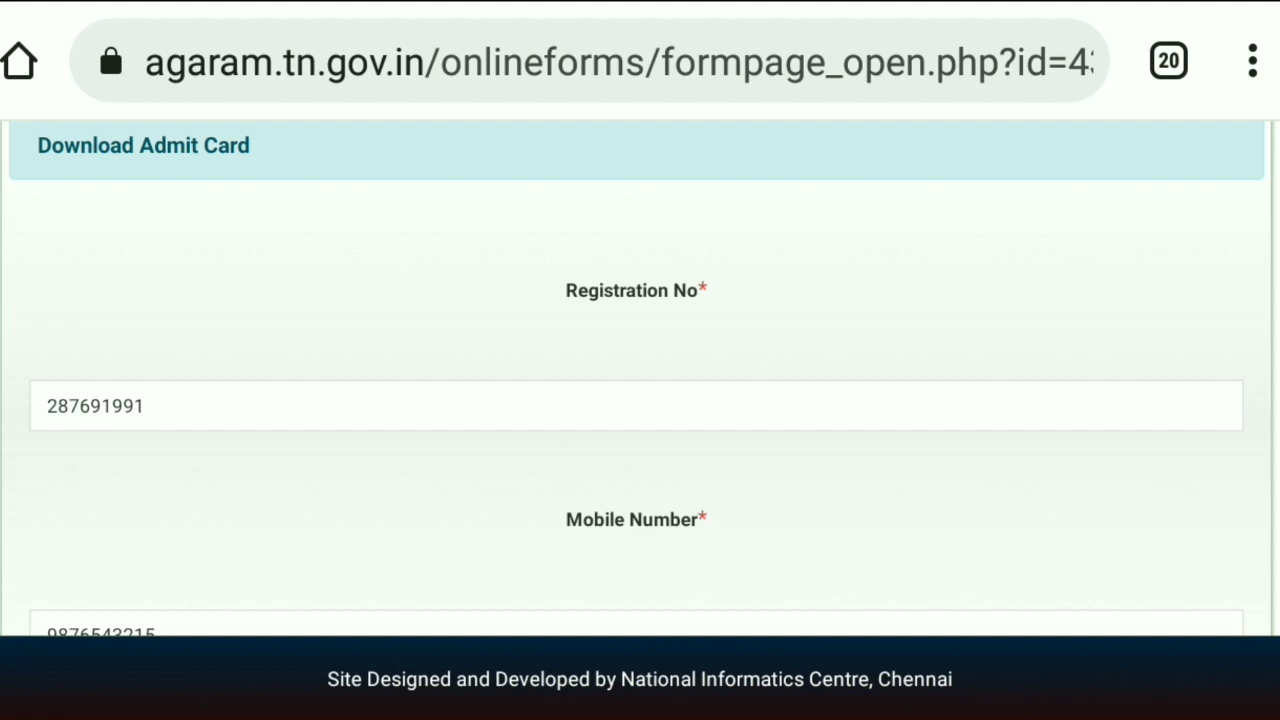 agaram.tn.gov.in/onlineforms/formpage_open.php?id=4
20
Download Admit Card
Registration No*
287691991
Mobile Number*
9876543215
Site Designed and Developed by National Informatics Centre, Chennai